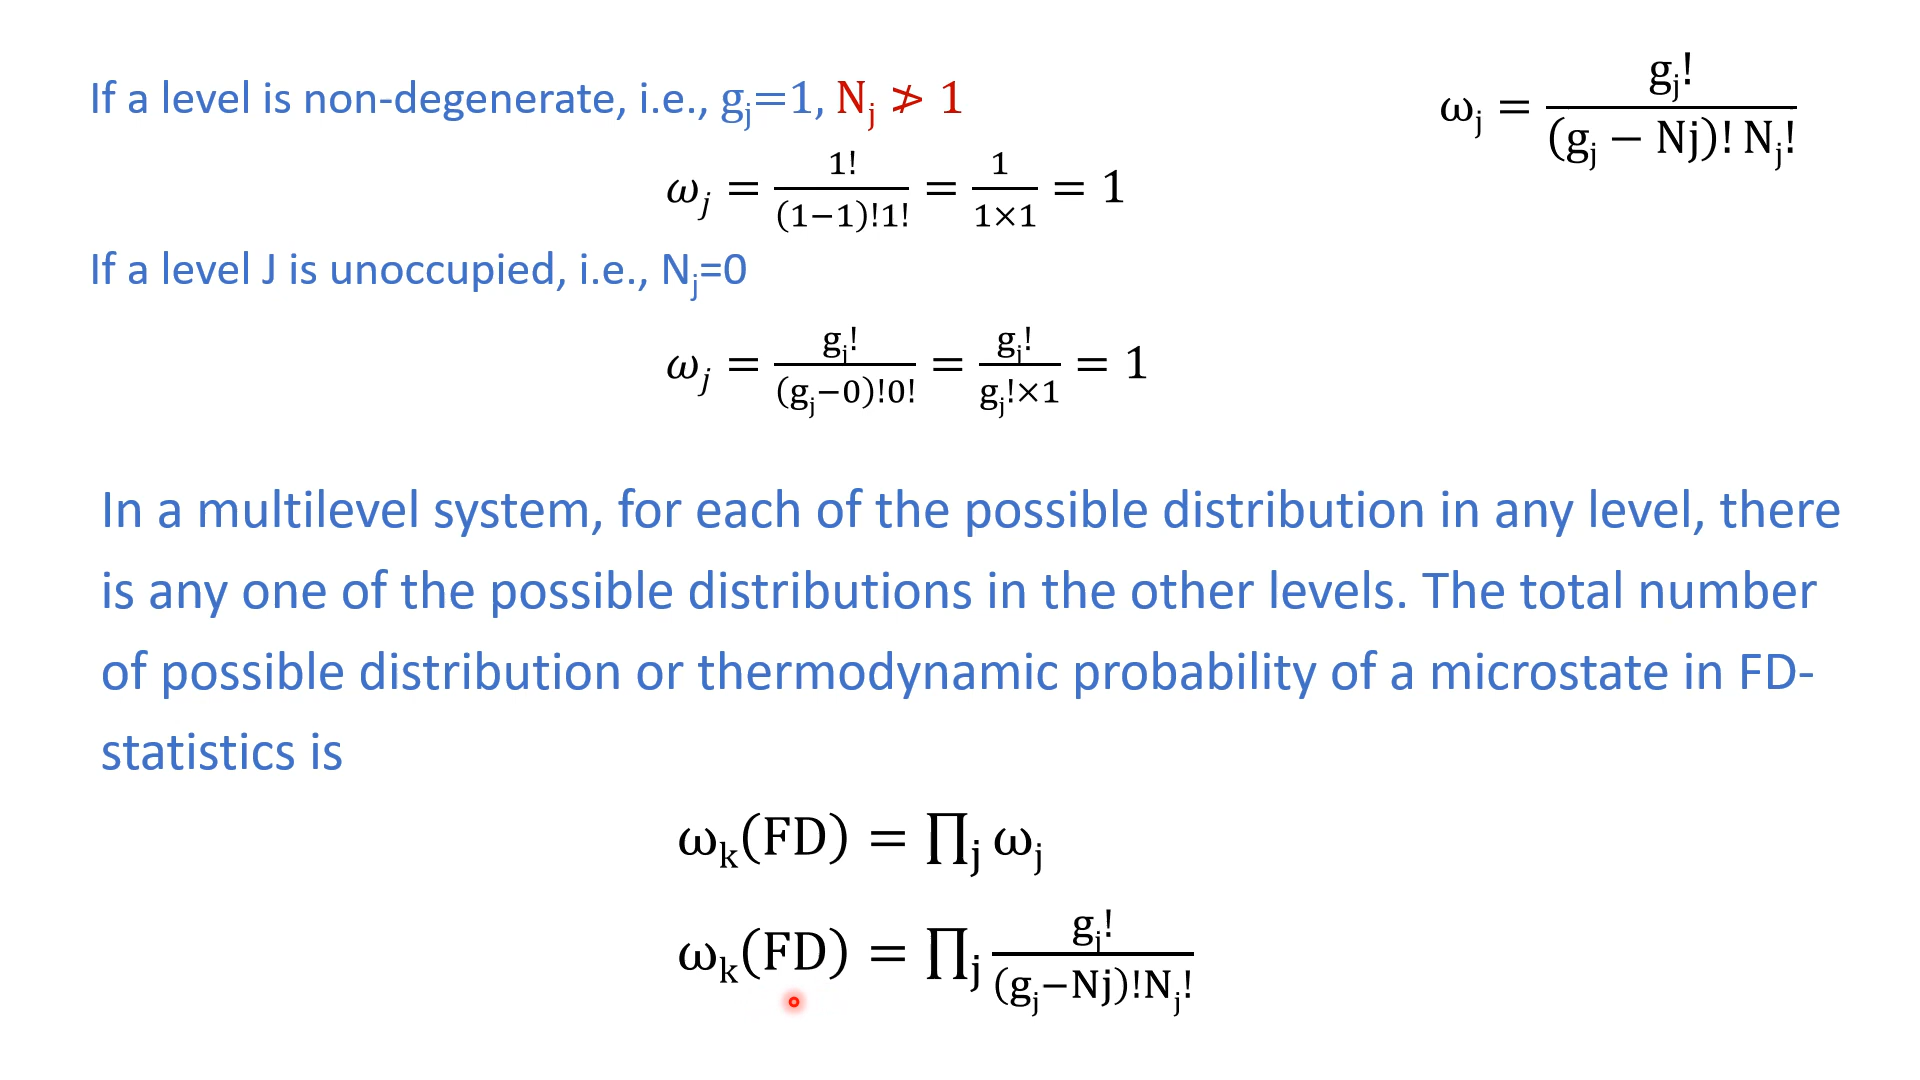 If a level is non-degenerate, i.e., gⱼ=1, Nⱼ ≯ 1
ωⱼ = gⱼ! / (gⱼ − Nj)! Nⱼ!
ωⱼ = 1! / (1−1)!1! = 1 / 1×1 = 1
If a level J is unoccupied, i.e., Nⱼ=0
ωⱼ = gⱼ! / (gⱼ−0)!0! = gⱼ! / gⱼ!×1 = 1
In a multilevel system, for each of the possible distribution in any level, there
is any one of the possible distributions in the other levels. The total number
of possible distribution or thermodynamic probability of a microstate in FD-
statistics is
ωₖ(FD) = ∏ⱼ ωⱼ
ωₖ(FD) = ∏ⱼ gⱼ! / (gⱼ−Nj)!Nⱼ!